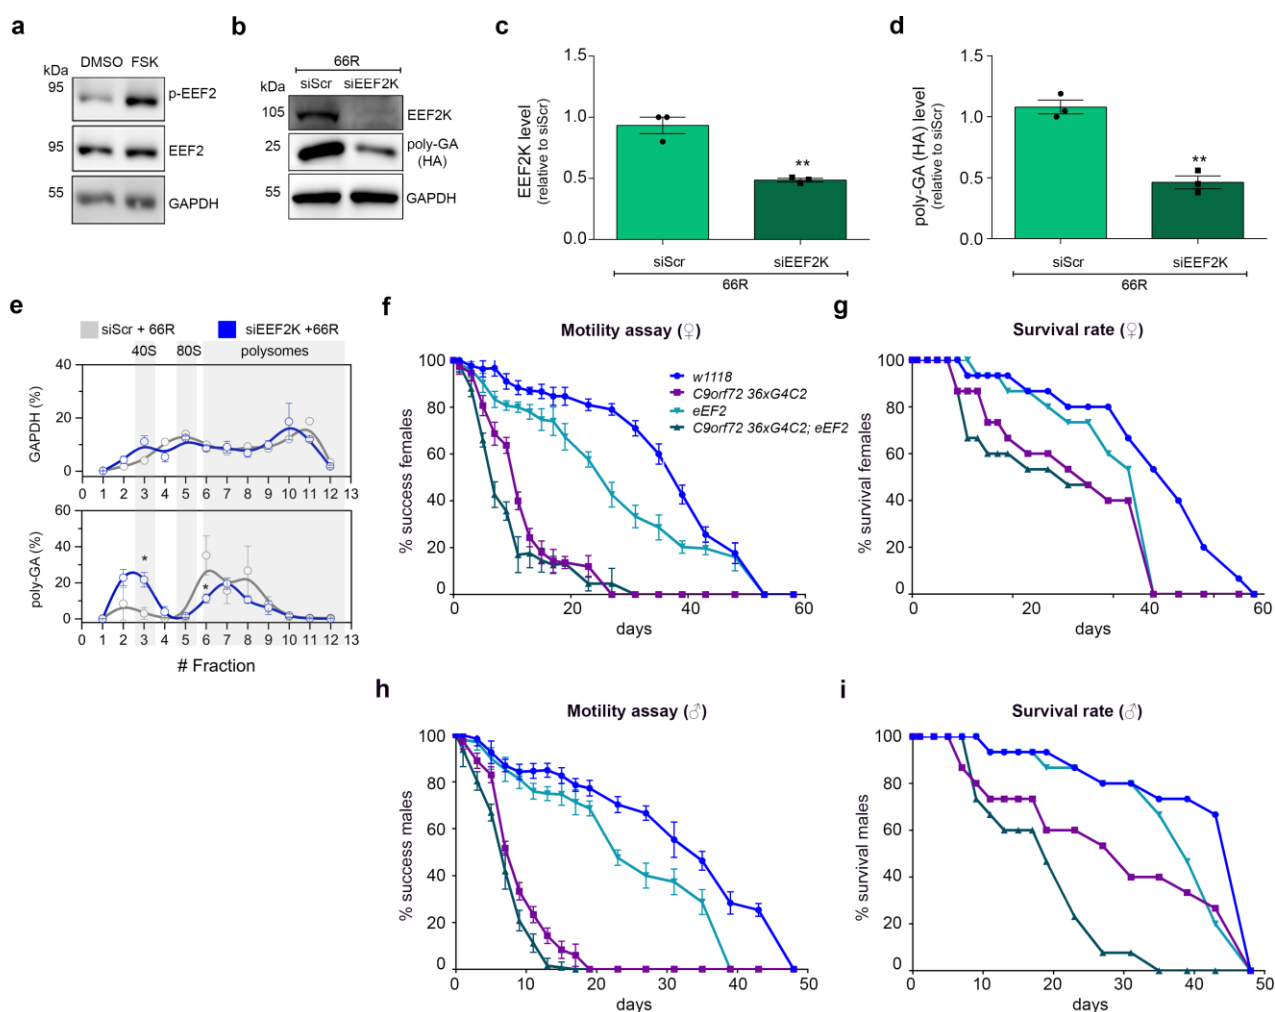 a
DMSO FSK
kDa
95
p-EEF2
95
EEF2
55
GAPDH
b
66R
siScr siEEF2K
kDa
105
EEF2K
25
poly-GA
(HA)
55
GAPDH
c
1.5
1.0
0.5
0.0
EEF2K level
(relative to siScr)
**
siScr
siEEF2K
66R
d
1.5
1.0
0.5
0.0
poly-GA (HA) level
(relative to siScr)
**
siScr
siEEF2K
66R
e
siScr + 66R
siEEF2K +66R
40S
80S
polysomes
40
20
0
GAPDH (%)
0 1 2 3 4 5 6 7 8 9 10 11 12 13
60
40
20
0
poly-GA (%)
*
*
0 1 2 3 4 5 6 7 8 9 10 11 12 13
# Fraction
f
Motility assay (♀)
100
80
60
40
20
0
% success females
w1118
C9orf72 36xG4C2
eEF2
C9orf72 36xG4C2; eEF2
0 20 40 60
days
g
Survival rate (♀)
100
80
60
40
20
0
% survival females
0 20 40 60
days
h
Motility assay (♂)
100
80
60
40
20
0
% success males
0 10 20 30 40 50
days
i
Survival rate (♂)
100
80
60
40
20
0
% survival males
0 10 20 30 40 50
days